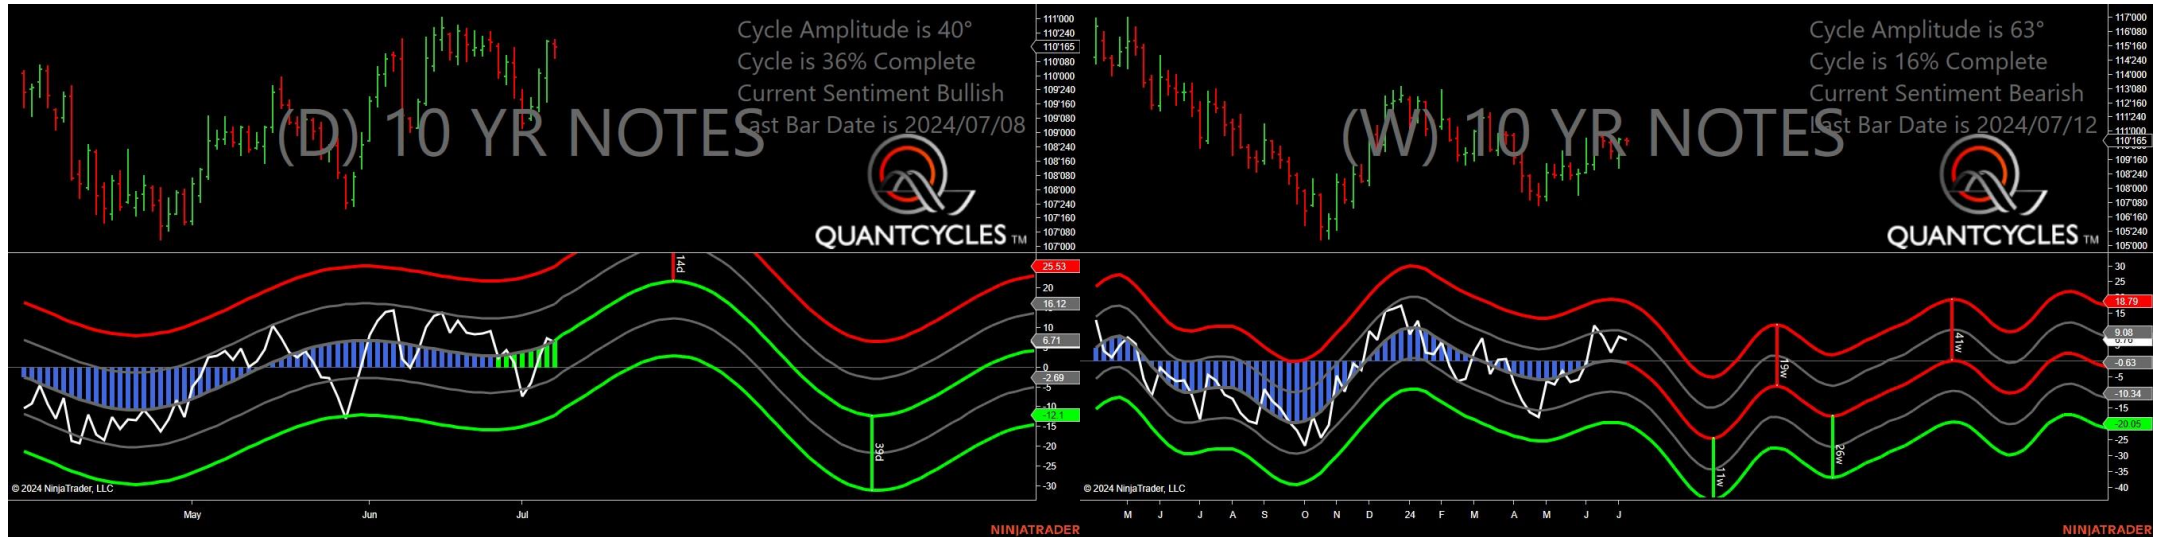 Cycle Amplitude is 40°
Cycle is 36% Complete
Current Sentiment Bullish
Last Bar Date is 2024/07/08
(D) 10 YR NOTES
QUANTCYCLES TM
111'000
110'240
110'165
110'080
110'000
109'240
109'160
109'080
109'000
108'240
108'160
108'080
108'000
107'240
107'160
107'080
107'000
14d
39d
25.53
20
16.12
10
6.71
0
-2.69
-5
-10
-12.1
-15
-20
-25
-30
© 2024 NinjaTrader, LLC
May Jun Jul
NINJATRADER
Cycle Amplitude is 63°
Cycle is 16% Complete
Current Sentiment Bearish
Last Bar Date is 2024/07/12
(W) 10 YR NOTES
QUANTCYCLES TM
117'000
116'080
115'160
114'240
114'000
113'080
112'160
111'240
111'000
110'165
109'160
108'240
108'000
107'080
106'160
105'240
105'000
11w
19w
26w
41w
30
25
18.79
15
9.08
6.76
-0.63
-5
-10.34
-15
-20.05
-25
-30
-35
-40
© 2024 NinjaTrader, LLC
M J J A S O N D 24 F M A M J J
NINJATRADER